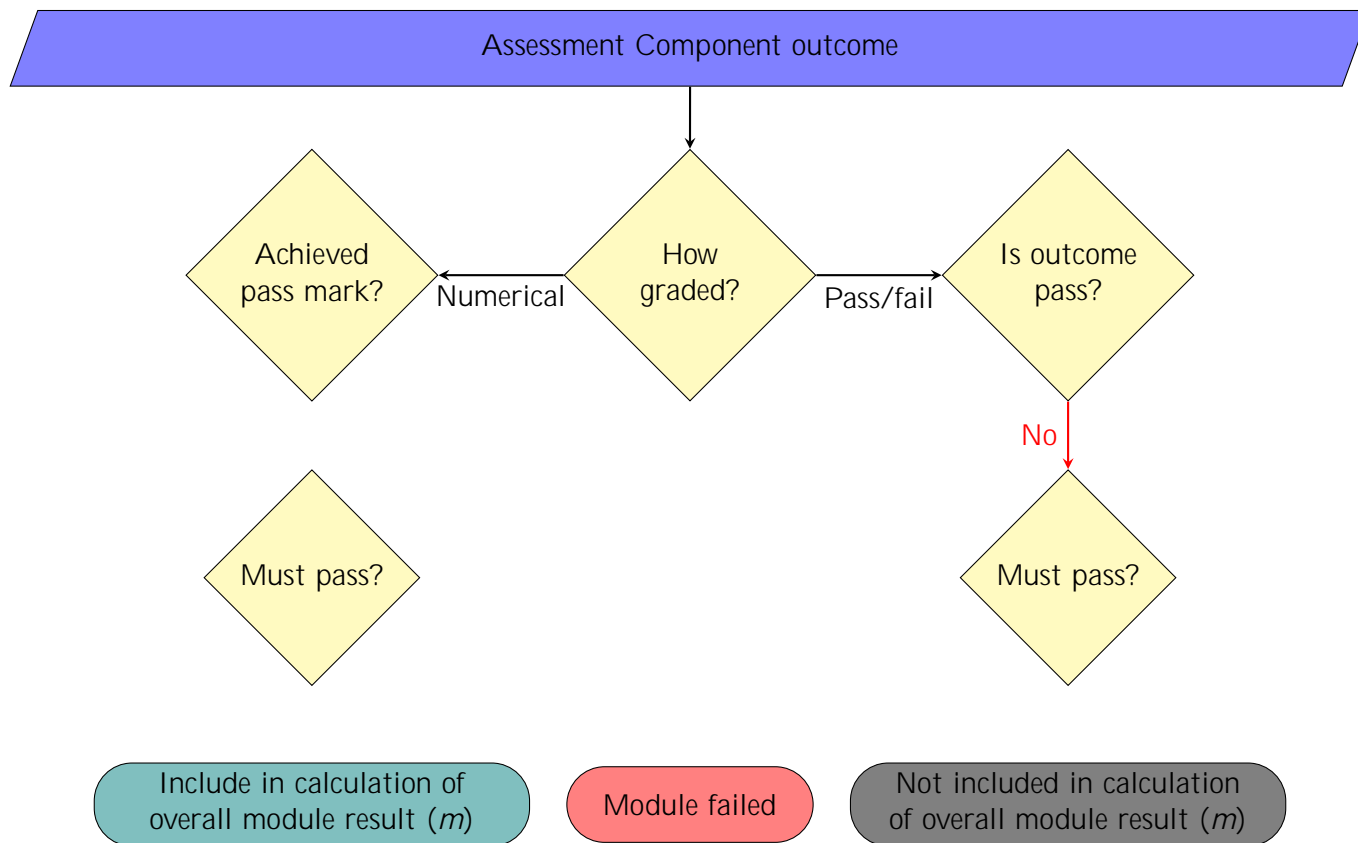 Assessment Component outcome
Achieved
pass mark?
Numerical
How
graded?
Pass/fail
Is outcome
pass?
No
Must pass?
Must pass?
Include in calculation of
overall module result (m)
Module failed
Not included in calculation
of overall module result (m)